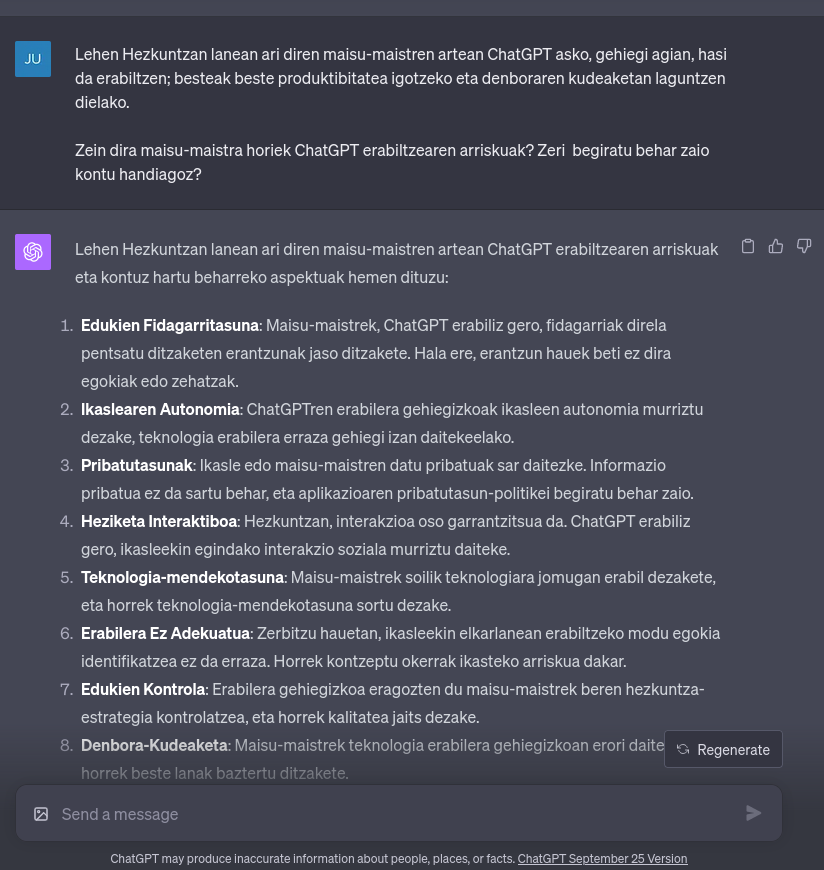 JU
Lehen Hezkuntzan lanean ari diren maisu-maistren artean ChatGPT asko, gehiegi agian, hasi
da erabiltzen; besteak beste produktibitatea igotzeko eta denboraren kudeaketan laguntzen
dielako.
Zein dira maisu-maistra horiek ChatGPT erabiltzearen arriskuak? Zeri  begiratu behar zaio
kontu handiagoz?
Lehen Hezkuntzan lanean ari diren maisu-maistren artean ChatGPT erabiltzearen arriskuak
eta kontuz hartu beharreko aspektuak hemen dituzu:
1. Edukien Fidagarritasuna: Maisu-maistrek, ChatGPT erabiliz gero, fidagarriak direla
pentsatu ditzaketen erantzunak jaso ditzakete. Hala ere, erantzun hauek beti ez dira
egokiak edo zehatzak.
2. Ikaslearen Autonomia: ChatGPTren erabilera gehiegizkoak ikasleen autonomia murriztu
dezake, teknologia erabilera erraza gehiegi izan daitekeelako.
3. Pribatutasunak: Ikasle edo maisu-maistren datu pribatuak sar daitezke. Informazio
pribatua ez da sartu behar, eta aplikazioaren pribatutasun-politikei begiratu behar zaio.
4. Heziketa Interaktiboa: Hezkuntzan, interakzioa oso garrantzitsua da. ChatGPT erabiliz
gero, ikasleekin egindako interakzio soziala murriztu daiteke.
5. Teknologia-mendekotasuna: Maisu-maistrek soilik teknologiara jomugan erabil dezakete,
eta horrek teknologia-mendekotasuna sortu dezake.
6. Erabilera Ez Adekuatua: Zerbitzu hauetan, ikasleekin elkarlanean erabiltzeko modu egokia
identifikatzea ez da erraza. Horrek kontzeptu okerrak ikasteko arriskua dakar.
7. Edukien Kontrola: Erabilera gehiegizkoa eragozten du maisu-maistrek beren hezkuntza-
estrategia kontrolatzea, eta horrek kalitatea jaits dezake.
8. Denbora-Kudeaketa: Maisu-maistrek teknologia erabilera gehiegizkoan erori daite
horrek beste lanak baztertu ditzakete.
Regenerate
Send a message
ChatGPT may produce inaccurate information about people, places, or facts. ChatGPT September 25 Version